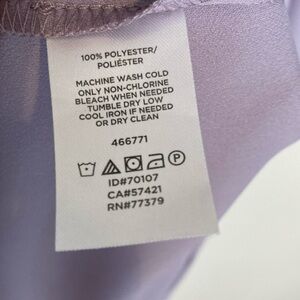 100% POLYESTER/
POLIÉSTER
MACHINE WASH COLD
ONLY NON-CHLORINE
BLEACH WHEN NEEDED
TUMBLE DRY LOW
COOL IRON IF NEEDED
OR DRY CLEAN
466771
ID#70107
CA#57421
RN#77379